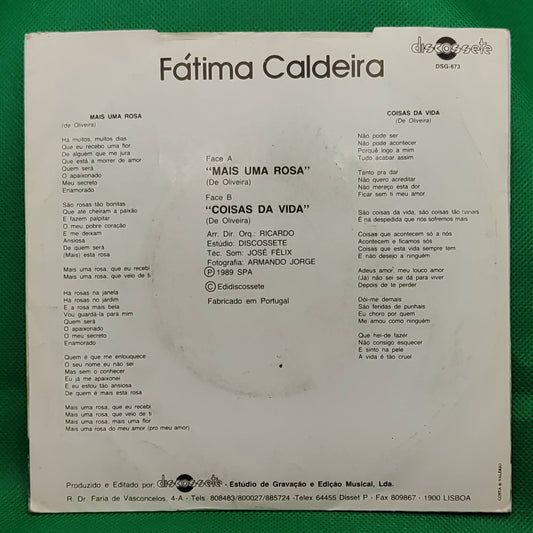 discossete
DSG-673
Fátima Caldeira
MAIS UMA ROSA
(De Oliveira)
Há muitos, muitos dias
Que eu recebo uma flor
De alguém que me jura
Que está a morrer de amor
Quem será
O apaixonado
Meu secreto
Enamorado
São rosas tão bonitas
Que até cheiram a paixão
E fazem palpitar
O meu pobre coração
E me deixam
Ansiosa
De quem será
(Mais) esta rosa
Mais uma rosa, que eu recebi
Mais uma rosa, que veio de ti
Há rosas na janela
Há rosas no jardim
E a rosa mais bela
Vou guardá-la para mim
Quem será
O apaixonado
O meu secreto
Enamorado
Quem é que me enlouquece
O seu nome eu não sei
Mas sem o conhecer
Eu já me apaixonei
E eu estou tão ansiosa
De quem é mais esta rosa
Mais uma rosa, que eu recebi
Mais uma rosa, que veio de ti
Mais uma rosa, mais uma flor
Mais uma rosa do meu amor (pro meu amor)
Face A
"MAIS UMA ROSA"
(De Oliveira)
Face B
"COISAS DA VIDA"
(De Oliveira)
Arr. Dir. Orq.: RICARDO
Estúdio: DISCOSSETE
Téc. Som: JOSÉ FÉLIX
Fotografia: ARMANDO JORGE
Ⓟ 1989 SPA
© Edidiscossete
Fabricado em Portugal
COISAS DA VIDA
(De Oliveira)
Não pode ser
Não pode acontecer
Porquê logo a mim
Tudo acabar assim
Tanto pra dar
Não quero acreditar
Não mereço esta dor
Ficar sem ti meu amor
São coisas da vida, são coisas tão banais
E na despedida que nos sofremos mais
Coisas que acontecem só a nós
Acontecem e ficamos sós
Coisas que esta vida sempre tem
E não desejo a ninguém
Adeus amor, meu louco amor
(Já) não sei se dá para viver
Depois de te perder
Dói-me demais
São feridas de punhais
Eu choro por quem
Me amou como ninguém
Que hei-de fazer
Não consigo esquecer
E sinto na pele
A vida é tão cruel
Produzido e Editado por: discossete - Estúdio de Gravação e Edição Musical, Lda.
R. Dr. Faria de Vasconcelos, 4-A - Tels. 808483/800027/885724 -Telex 64455 Disset P - Fax 809867 - 1900 LISBOA
COSTA & VALÉRIO